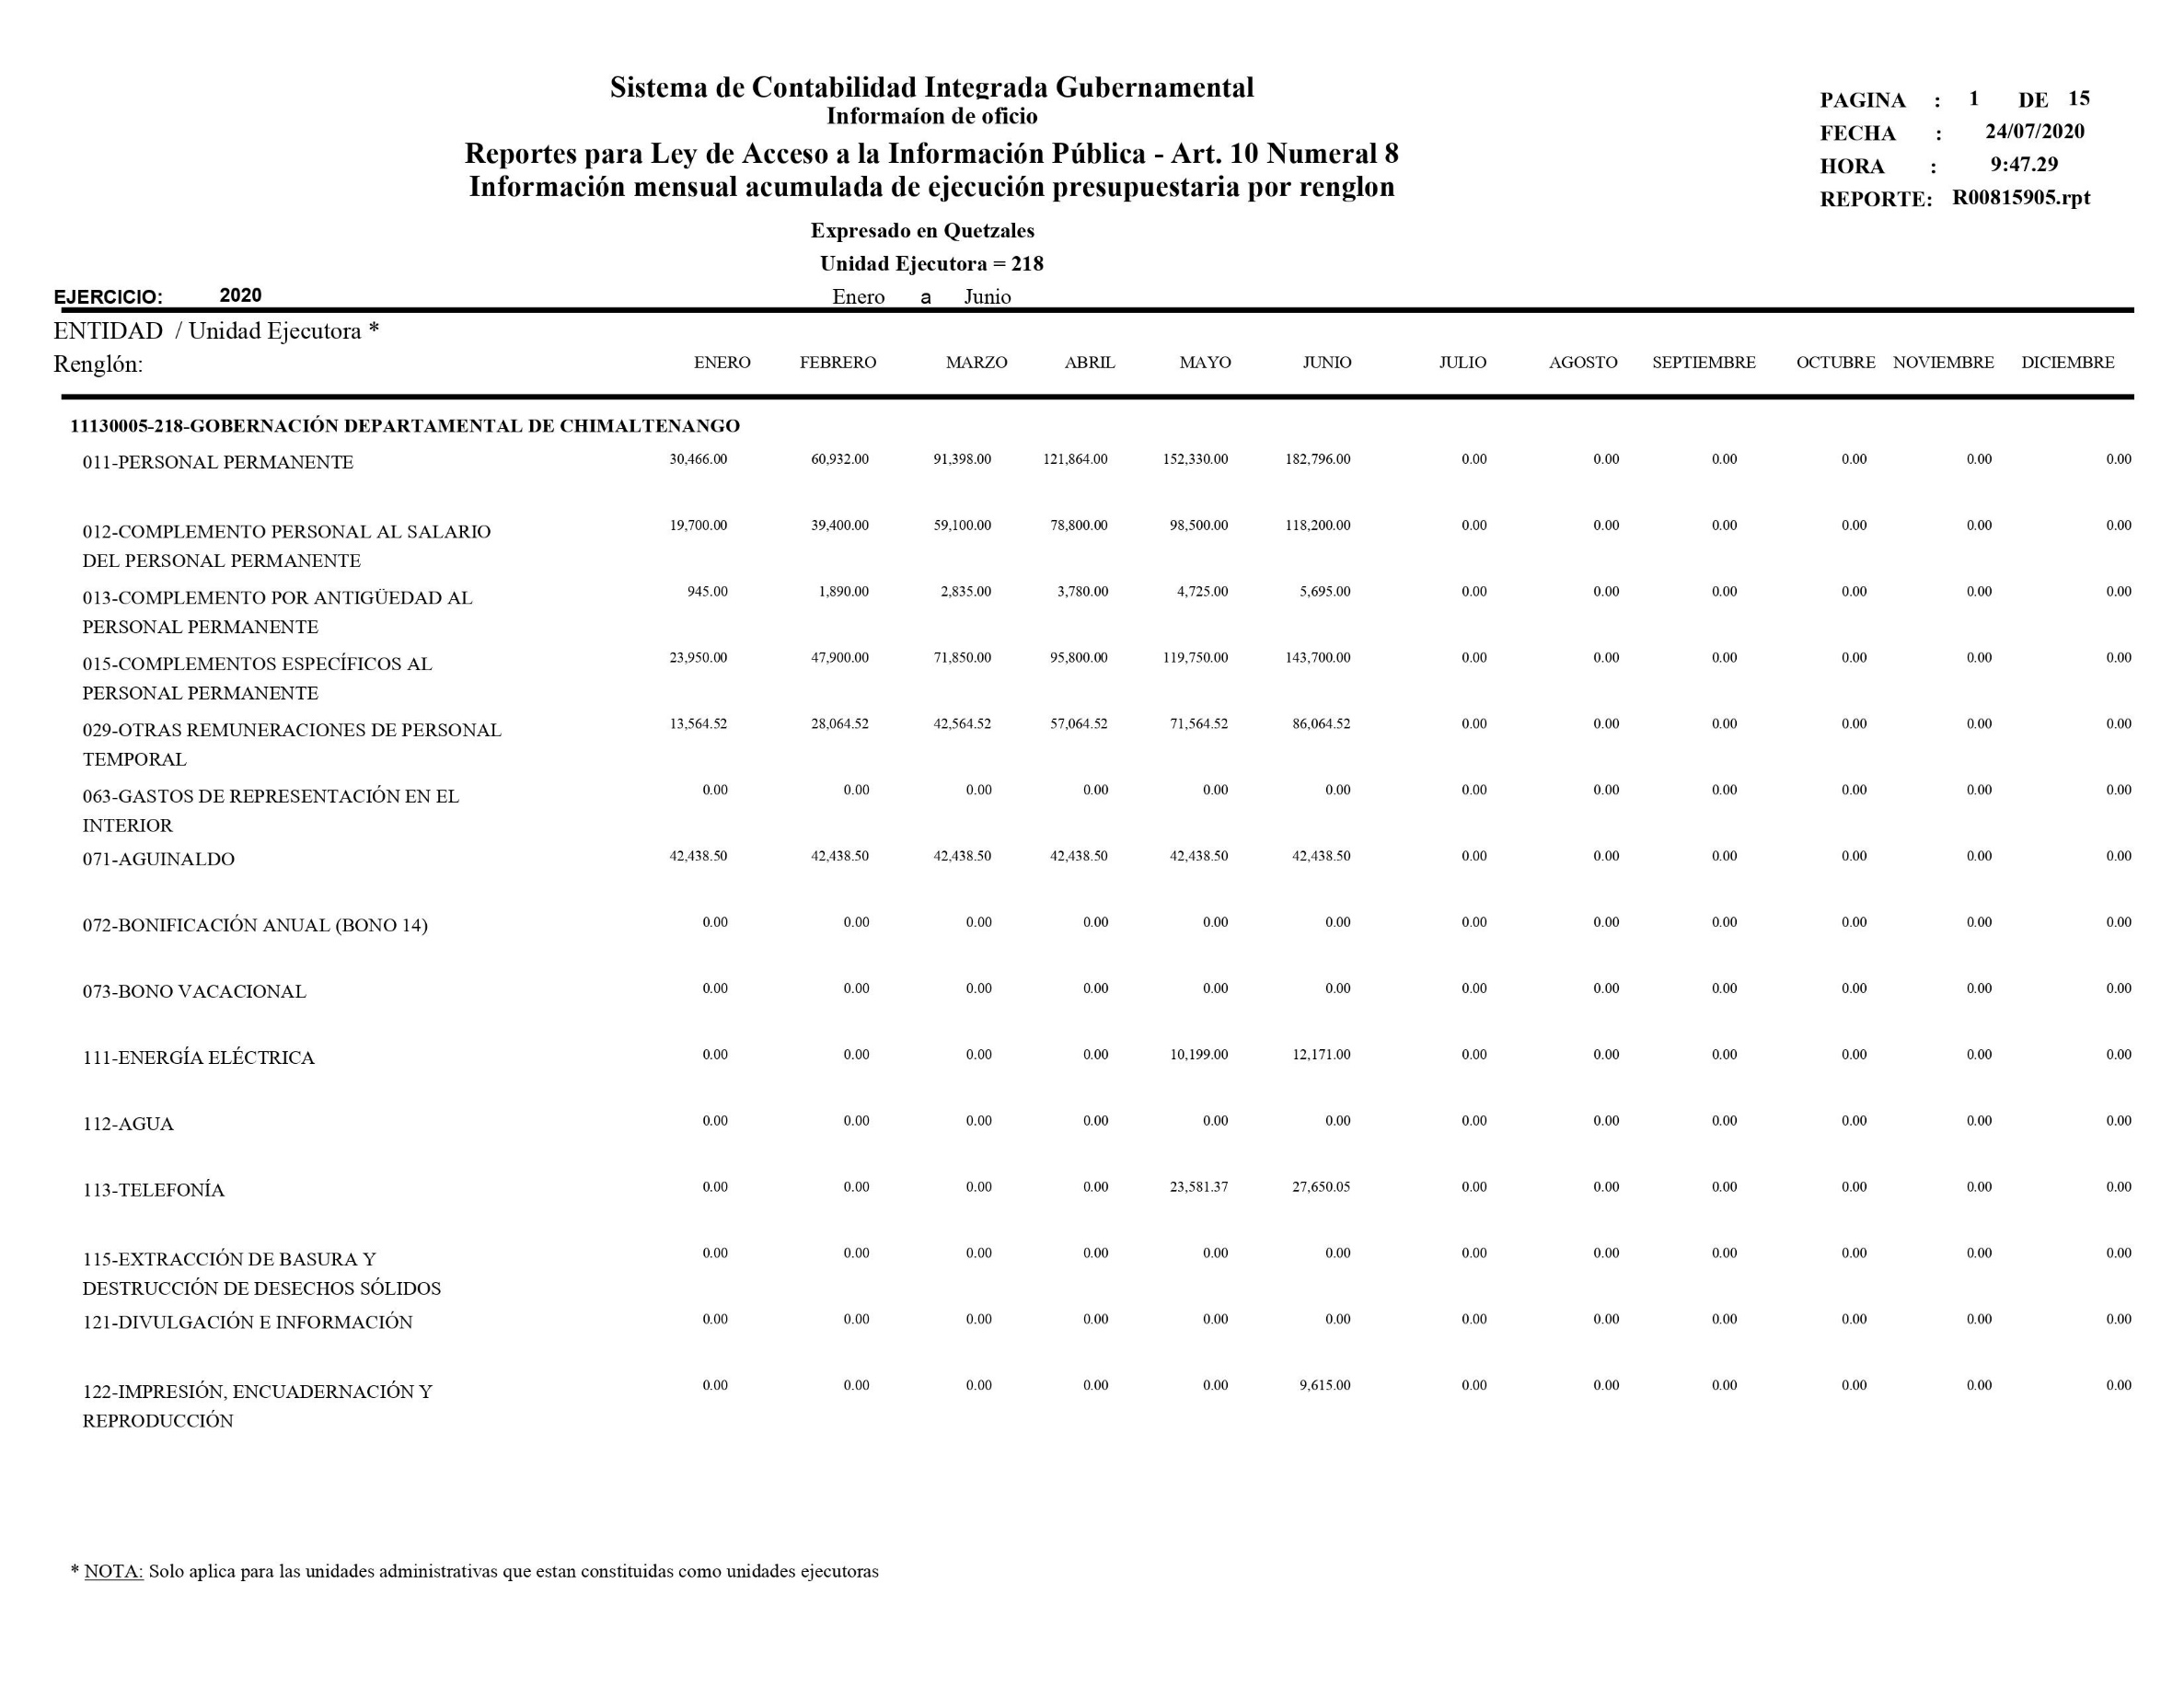 Sistema de Contabilidad Integrada Gubernamental
Informaíon de oficio
Reportes para Ley de Acceso a la Información Pública - Art. 10 Numeral 8
Información mensual acumulada de ejecución presupuestaria por renglon
Expresado en Quetzales
Unidad Ejecutora = 218
PAGINA : 1 DE 15
FECHA : 24/07/2020
HORA : 9:47.29
REPORTE: R00815905.rpt
EJERCICIO: 2020 Enero a Junio
ENTIDAD / Unidad Ejecutora *
Renglón: ENERO FEBRERO MARZO ABRIL MAYO JUNIO JULIO AGOSTO SEPTIEMBRE OCTUBRE NOVIEMBRE DICIEMBRE
11130005-218-GOBERNACIÓN DEPARTAMENTAL DE CHIMALTENANGO
011-PERSONAL PERMANENTE 30,466.00 60,932.00 91,398.00 121,864.00 152,330.00 182,796.00 0.00 0.00 0.00 0.00 0.00 0.00
012-COMPLEMENTO PERSONAL AL SALARIO 19,700.00 39,400.00 59,100.00 78,800.00 98,500.00 118,200.00 0.00 0.00 0.00 0.00 0.00 0.00
DEL PERSONAL PERMANENTE
013-COMPLEMENTO POR ANTIGÜEDAD AL 945.00 1,890.00 2,835.00 3,780.00 4,725.00 5,695.00 0.00 0.00 0.00 0.00 0.00 0.00
PERSONAL PERMANENTE
015-COMPLEMENTOS ESPECÍFICOS AL 23,950.00 47,900.00 71,850.00 95,800.00 119,750.00 143,700.00 0.00 0.00 0.00 0.00 0.00 0.00
PERSONAL PERMANENTE
029-OTRAS REMUNERACIONES DE PERSONAL 13,564.52 28,064.52 42,564.52 57,064.52 71,564.52 86,064.52 0.00 0.00 0.00 0.00 0.00 0.00
TEMPORAL
063-GASTOS DE REPRESENTACIÓN EN EL 0.00 0.00 0.00 0.00 0.00 0.00 0.00 0.00 0.00 0.00 0.00 0.00
INTERIOR
071-AGUINALDO 42,438.50 42,438.50 42,438.50 42,438.50 42,438.50 42,438.50 0.00 0.00 0.00 0.00 0.00 0.00
072-BONIFICACIÓN ANUAL (BONO 14) 0.00 0.00 0.00 0.00 0.00 0.00 0.00 0.00 0.00 0.00 0.00 0.00
073-BONO VACACIONAL 0.00 0.00 0.00 0.00 0.00 0.00 0.00 0.00 0.00 0.00 0.00 0.00
111-ENERGÍA ELÉCTRICA 0.00 0.00 0.00 0.00 10,199.00 12,171.00 0.00 0.00 0.00 0.00 0.00 0.00
112-AGUA 0.00 0.00 0.00 0.00 0.00 0.00 0.00 0.00 0.00 0.00 0.00 0.00
113-TELEFONÍA 0.00 0.00 0.00 0.00 23,581.37 27,650.05 0.00 0.00 0.00 0.00 0.00 0.00
115-EXTRACCIÓN DE BASURA Y 0.00 0.00 0.00 0.00 0.00 0.00 0.00 0.00 0.00 0.00 0.00 0.00
DESTRUCCIÓN DE DESECHOS SÓLIDOS
121-DIVULGACIÓN E INFORMACIÓN 0.00 0.00 0.00 0.00 0.00 0.00 0.00 0.00 0.00 0.00 0.00 0.00
122-IMPRESIÓN, ENCUADERNACIÓN Y 0.00 0.00 0.00 0.00 0.00 9,615.00 0.00 0.00 0.00 0.00 0.00 0.00
REPRODUCCIÓN
* NOTA: Solo aplica para las unidades administrativas que estan constituidas como unidades ejecutoras